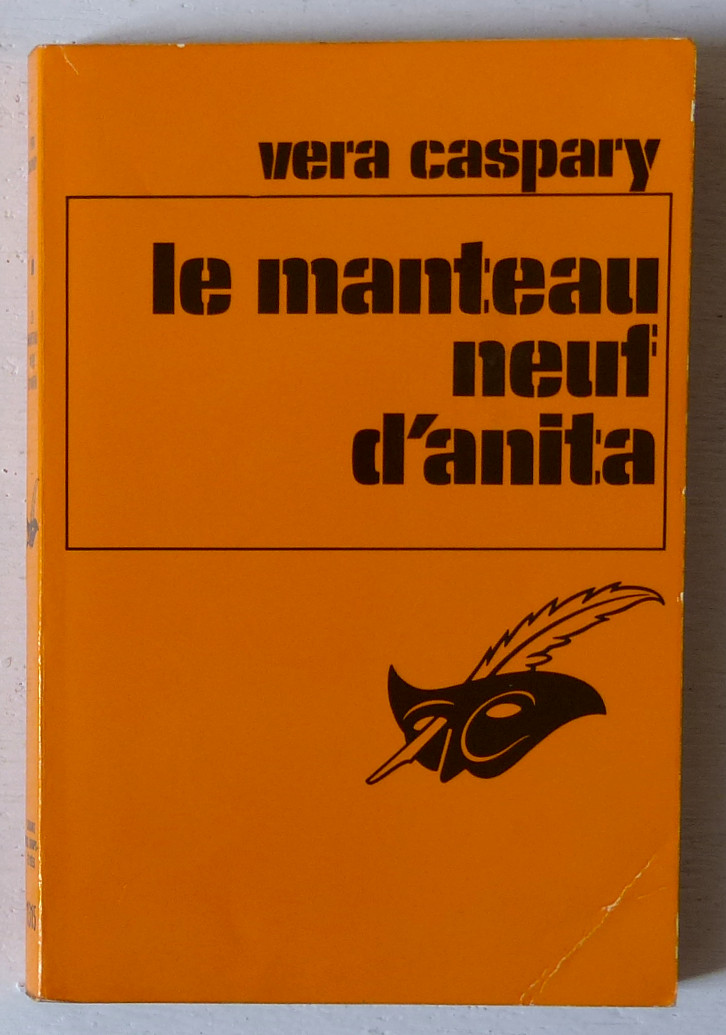 vera caspary
le manteau
neuf
d'anita